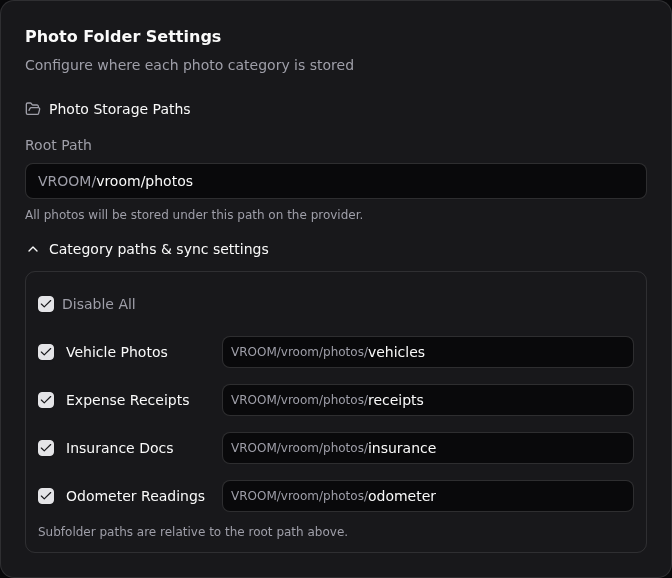 Photo Folder Settings
Configure where each photo category is stored
Photo Storage Paths
Root Path
VROOM/vroom/photos
All photos will be stored under this path on the provider.
Category paths & sync settings
Disable All
Vehicle Photos VROOM/vroom/photos/vehicles
Expense Receipts VROOM/vroom/photos/receipts
Insurance Docs VROOM/vroom/photos/insurance
Odometer Readings VROOM/vroom/photos/odometer
Subfolder paths are relative to the root path above.